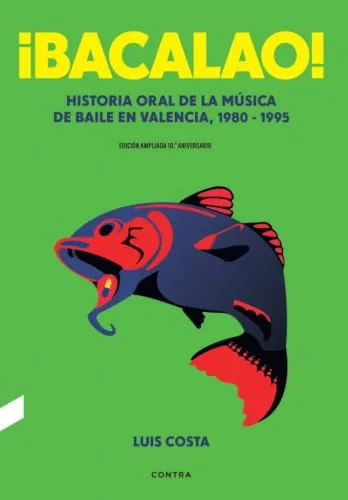 ¡BACALAO!
HISTORIA ORAL DE LA MÚSICA
DE BAILE EN VALENCIA, 1980 - 1995
EDICIÓN AMPLIADA 10.º ANIVERSARIO
LUIS COSTA
CONTRA